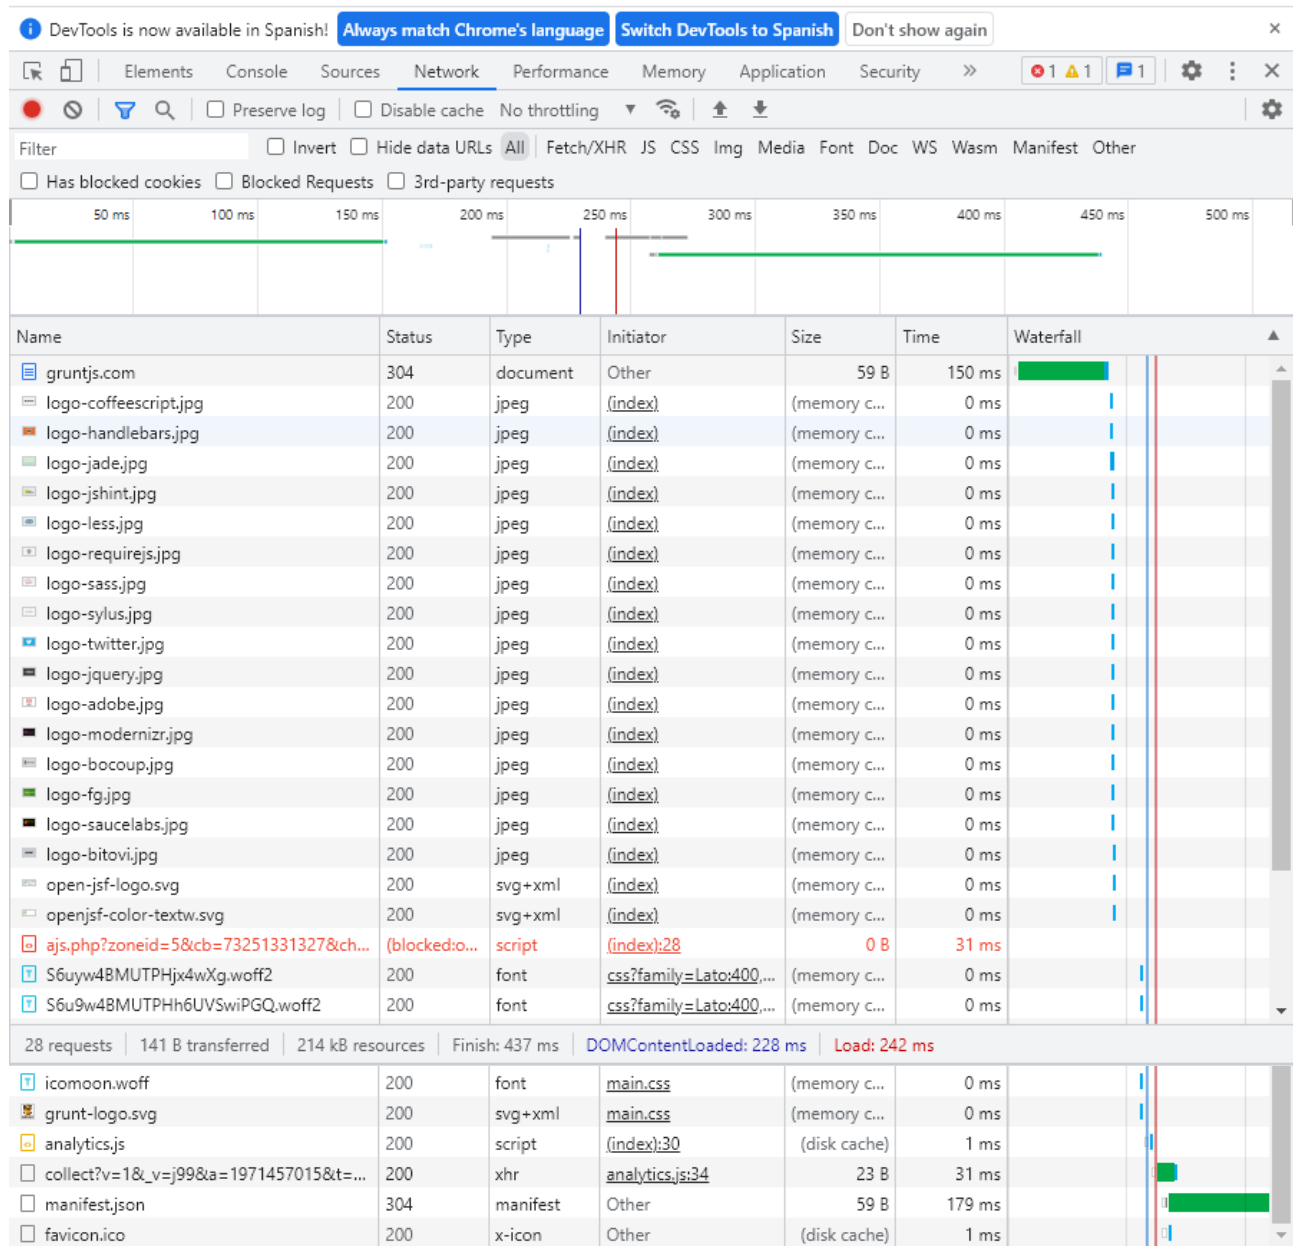 DevTools is now available in Spanish! Always match Chrome's language Switch DevTools to Spanish Don't show again
Elements Console Sources Network Performance Memory Application Security » 1 1 1
Preserve log Disable cache No throttling
Filter Invert Hide data URLs All Fetch/XHR JS CSS Img Media Font Doc WS Wasm Manifest Other
Has blocked cookies Blocked Requests 3rd-party requests
50 ms 100 ms 150 ms 200 ms 250 ms 300 ms 350 ms 400 ms 450 ms 500 ms
Name Status Type Initiator Size Time Waterfall
gruntjs.com 304 document Other 59 B 150 ms
logo-coffeescript.jpg 200 jpeg (index) (memory c... 0 ms
logo-handlebars.jpg 200 jpeg (index) (memory c... 0 ms
logo-jade.jpg 200 jpeg (index) (memory c... 0 ms
logo-jshint.jpg 200 jpeg (index) (memory c... 0 ms
logo-less.jpg 200 jpeg (index) (memory c... 0 ms
logo-requirejs.jpg 200 jpeg (index) (memory c... 0 ms
logo-sass.jpg 200 jpeg (index) (memory c... 0 ms
logo-sylus.jpg 200 jpeg (index) (memory c... 0 ms
logo-twitter.jpg 200 jpeg (index) (memory c... 0 ms
logo-jquery.jpg 200 jpeg (index) (memory c... 0 ms
logo-adobe.jpg 200 jpeg (index) (memory c... 0 ms
logo-modernizr.jpg 200 jpeg (index) (memory c... 0 ms
logo-bocoup.jpg 200 jpeg (index) (memory c... 0 ms
logo-fg.jpg 200 jpeg (index) (memory c... 0 ms
logo-saucelabs.jpg 200 jpeg (index) (memory c... 0 ms
logo-bitovi.jpg 200 jpeg (index) (memory c... 0 ms
open-jsf-logo.svg 200 svg+xml (index) (memory c... 0 ms
openjsf-color-textw.svg 200 svg+xml (index) (memory c... 0 ms
ajs.php?zoneid=5&cb=73251331327&ch... (blocked:o... script (index):28 0 B 31 ms
S6uyw4BMUTPHjx4wXg.woff2 200 font css?family=Lato:400,... (memory c... 0 ms
S6u9w4BMUTPHh6UVSwiPGQ.woff2 200 font css?family=Lato:400,... (memory c... 0 ms
28 requests 141 B transferred 214 kB resources Finish: 437 ms DOMContentLoaded: 228 ms Load: 242 ms
icomoon.woff 200 font main.css (memory c... 0 ms
grunt-logo.svg 200 svg+xml main.css (memory c... 0 ms
analytics.js 200 script (index):30 (disk cache) 1 ms
collect?v=1&_v=j99&a=1971457015&t=... 200 xhr analytics.js:34 23 B 31 ms
manifest.json 304 manifest Other 59 B 179 ms
favicon.ico 200 x-icon Other (disk cache) 1 ms